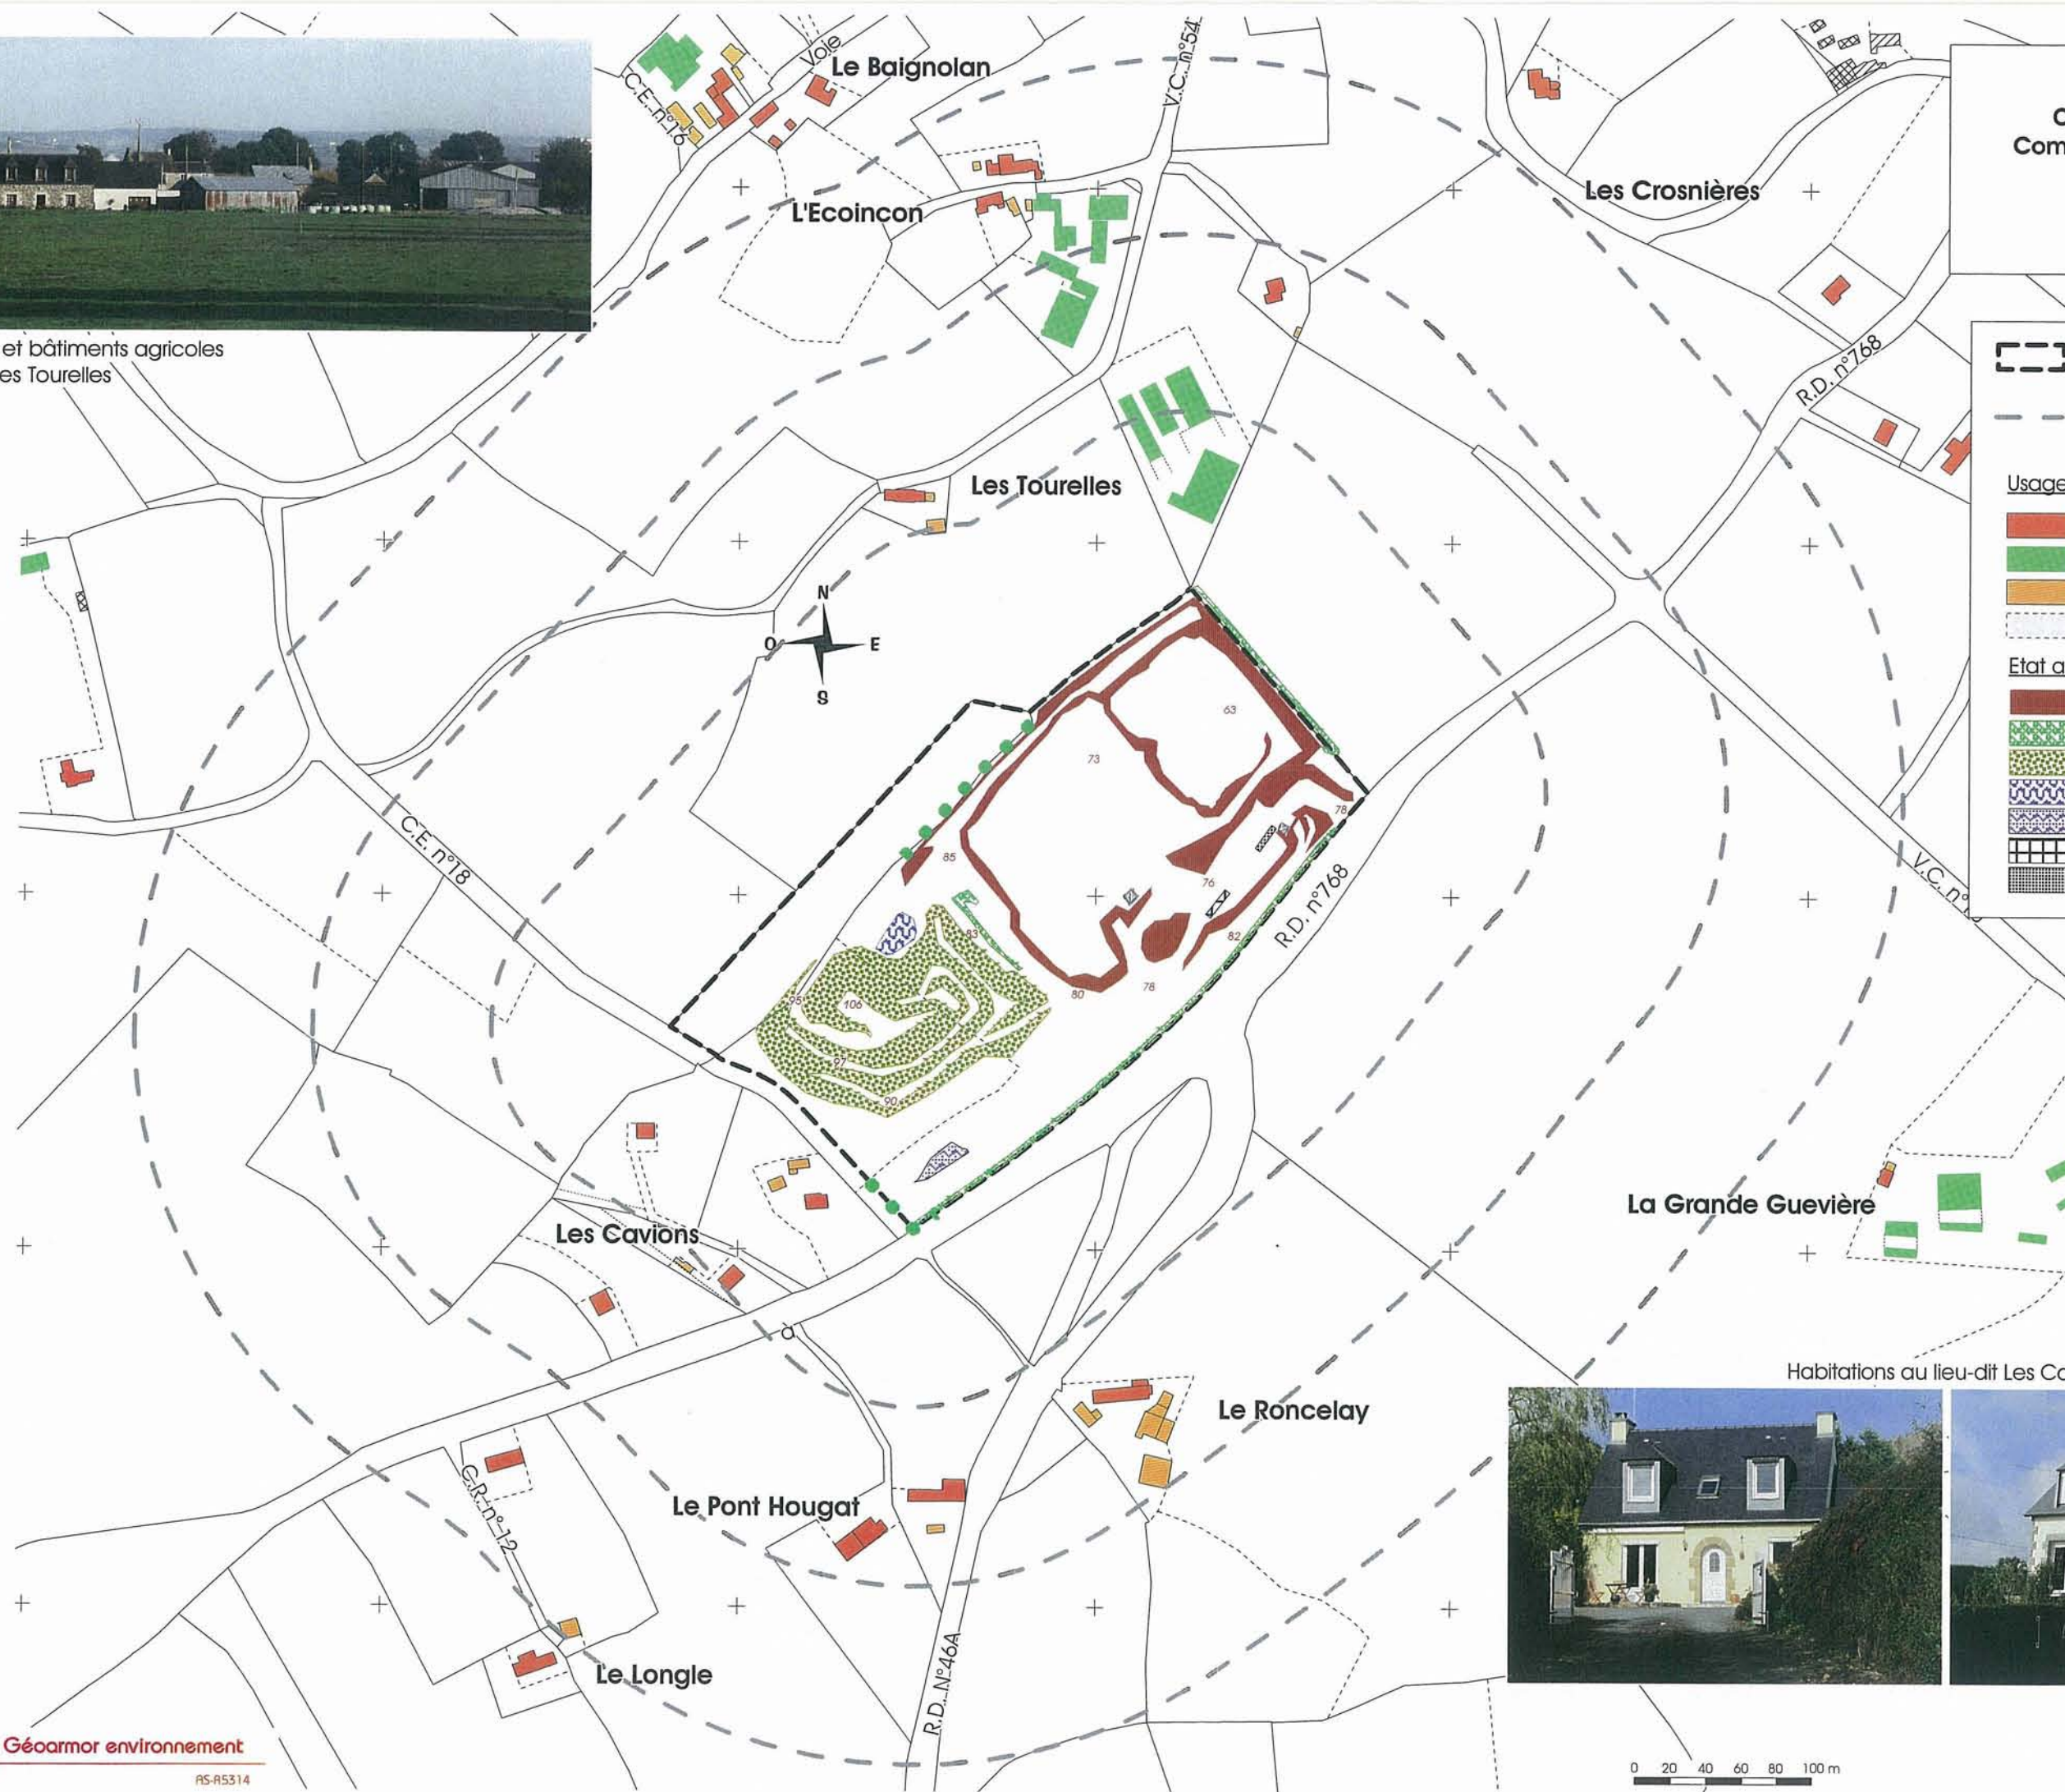 Voie
Le Baignolan
V.C. n°54
C.E. n°16
Com
Les Crosnières
L'Ecoincon
et bâtiments agricoles
es Tourelles
R.D. n°768
Usage
Les Tourelles
N
O
E
S
Etat a
63
73
78
C.E. n°18
85
76
R.D. n°768
V.C. n°
83
82
95
106
80
78
97
90
La Grande Guevière
Les Cavions
a
Habitations au lieu-dit Les Ca
Le Roncelay
C.R. n°12
Le Pont Hougat
R.D. N°46A
Le Longle
Géoarmor environnement
AS-A5314
0 20 40 60 80 100 m